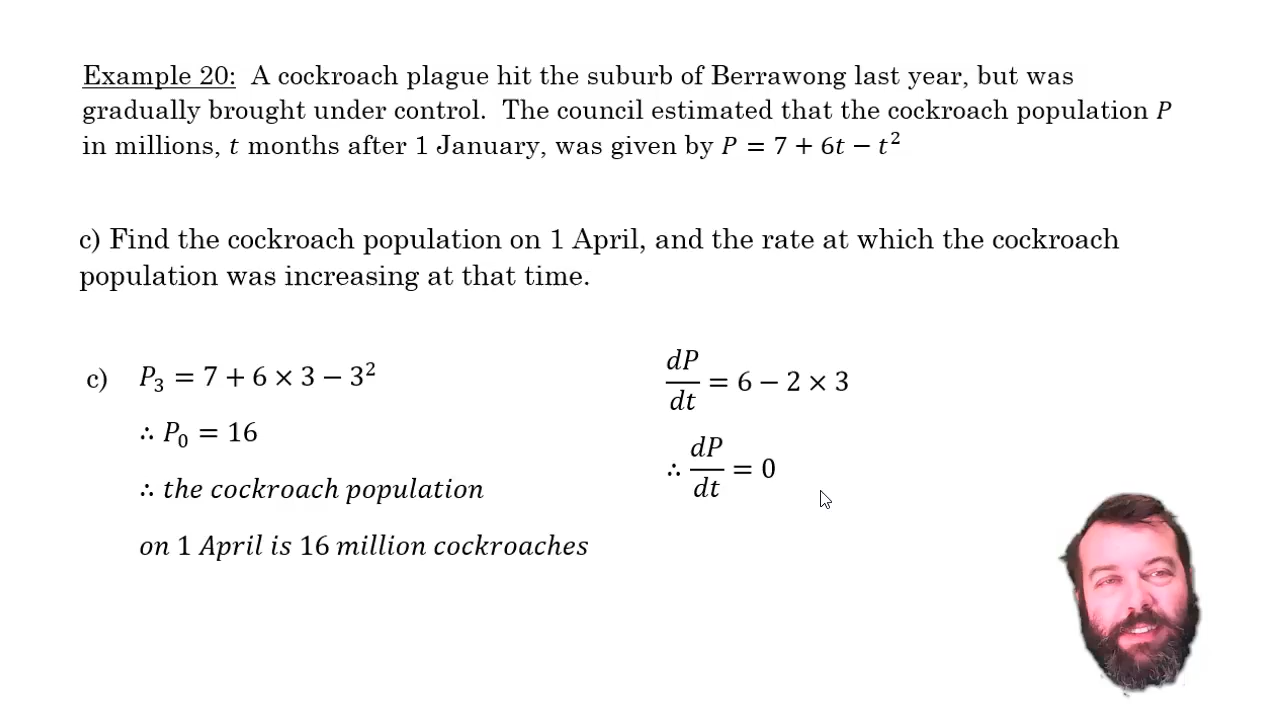 Example 20:  A cockroach plague hit the suburb of Berrawong last year, but was
gradually brought under control.  The council estimated that the cockroach population P
in millions, t months after 1 January, was given by P = 7 + 6t − t²
c) Find the cockroach population on 1 April, and the rate at which the cockroach
population was increasing at that time.
c) P₃ = 7 + 6 × 3 − 3²
∴ P₀ = 16
∴ the cockroach population
on 1 April is 16 million cockroaches
dP/dt = 6 − 2 × 3
∴ dP/dt = 0